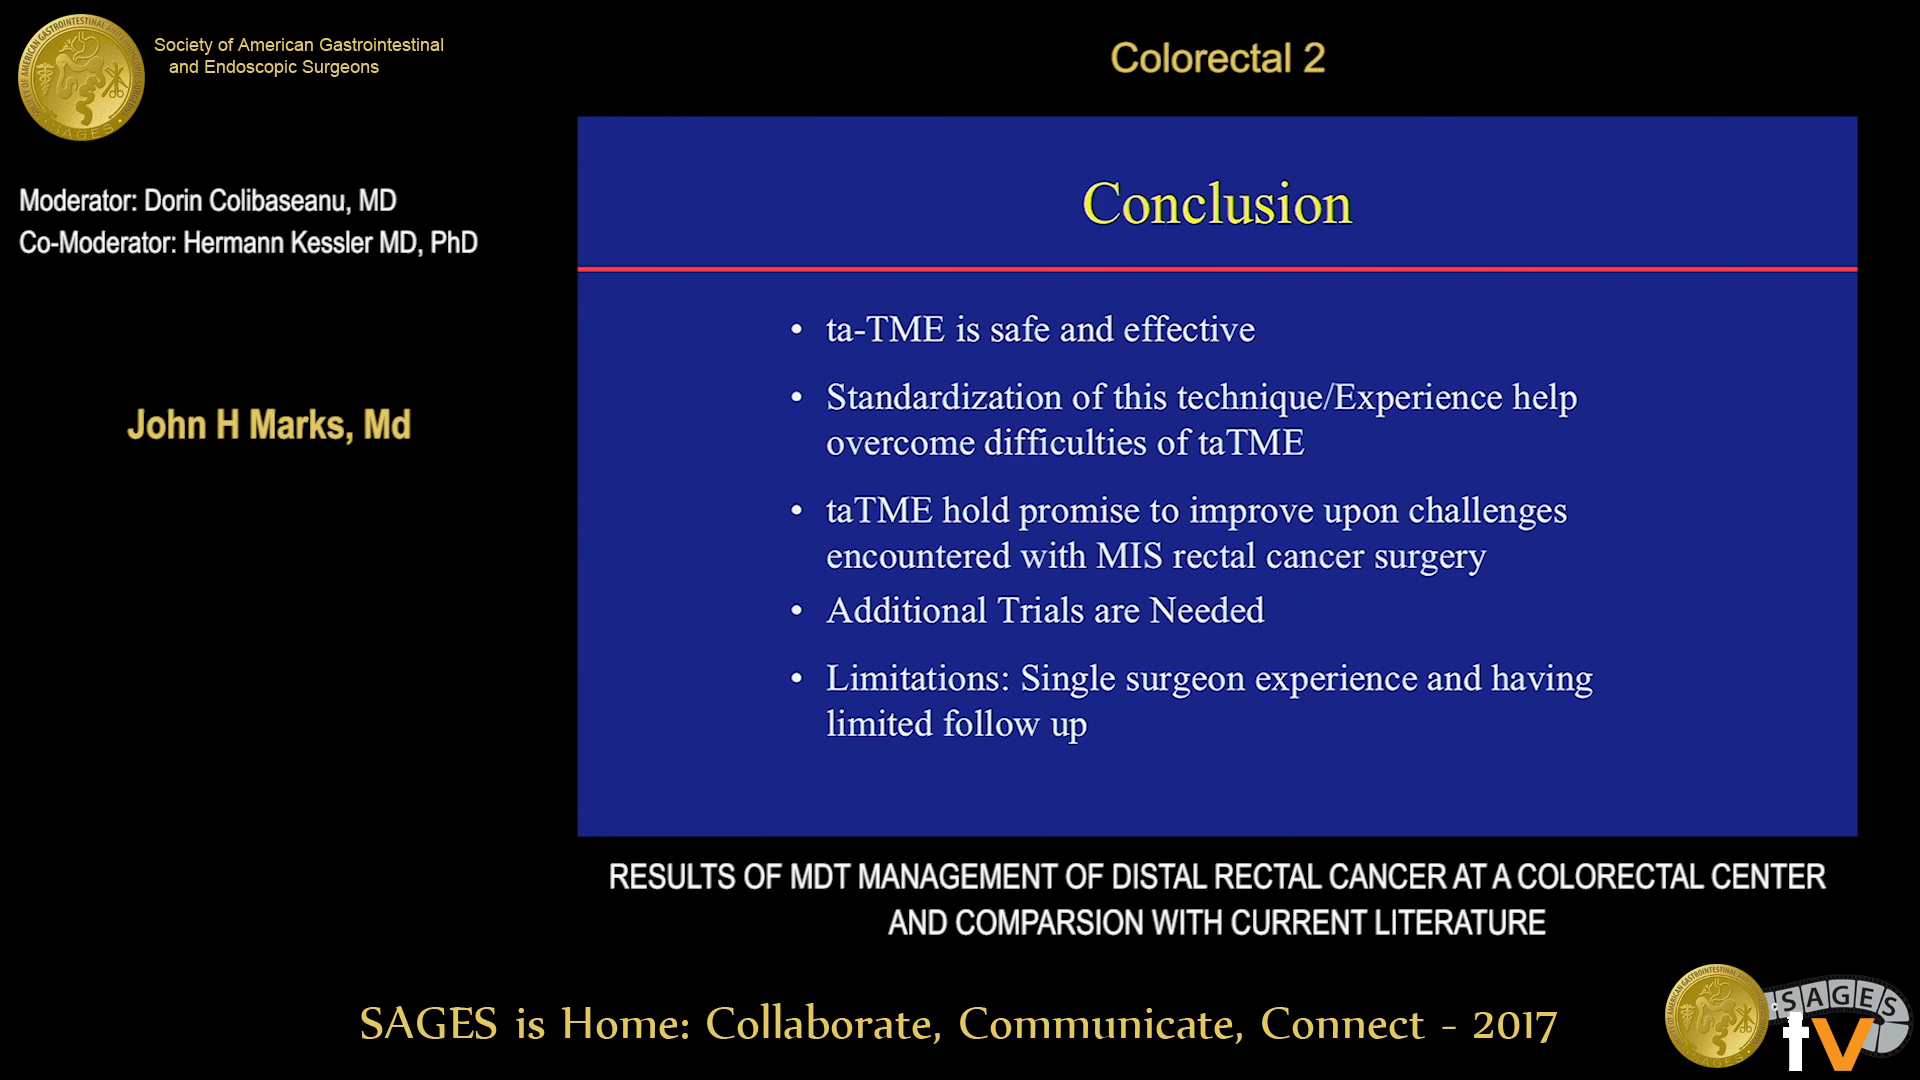 Society of American Gastrointestinal
and Endoscopic Surgeons
Colorectal 2
Moderator: Dorin Colibaseanu, MD
Co-Moderator: Hermann Kessler MD, PhD
John H Marks, Md
Conclusion
• ta-TME is safe and effective
• Standardization of this technique/Experience help
overcome difficulties of taTME
• taTME hold promise to improve upon challenges
encountered with MIS rectal cancer surgery
• Additional Trials are Needed
• Limitations: Single surgeon experience and having
limited follow up
RESULTS OF MDT MANAGEMENT OF DISTAL RECTAL CANCER AT A COLORECTAL CENTER
AND COMPARSION WITH CURRENT LITERATURE
SAGES is Home: Collaborate, Communicate, Connect - 2017
SAGES
tv